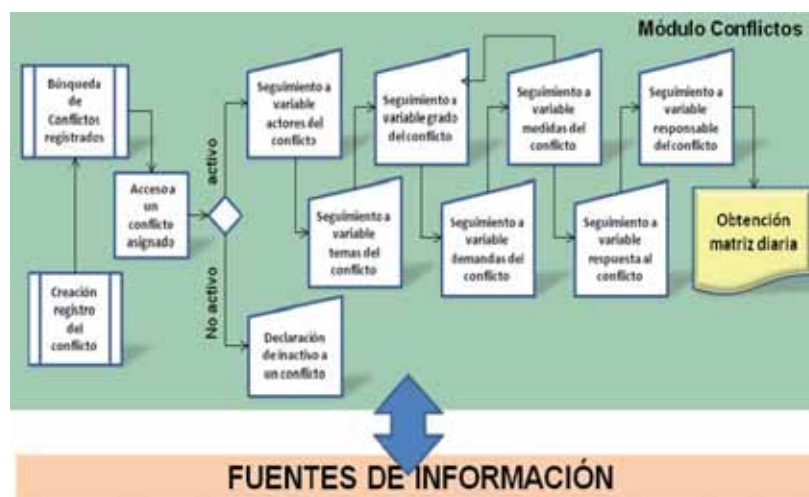 Módulo Conflictos
Búsqueda
de
Conflictos
registrados
Acceso a
un
conflicto
asignado
Creación
registro
del
conflicto
activo
No activo
Seguimiento a
variable
actores del
conflicto
Seguimiento a
variable
temas del
conflicto
Seguimiento a
variable grado
del conflicto
Seguimiento a
variable
demandas del
conflicto
Seguimiento a
variable
medidas del
conflicto
Seguimiento a
variable
respuesta al
conflicto
Seguimiento a
variable
responsable
del conflicto
Obtención
matriz diaria
Declaración
de inactivo a
un conflicto
FUENTES DE INFORMACIÓN